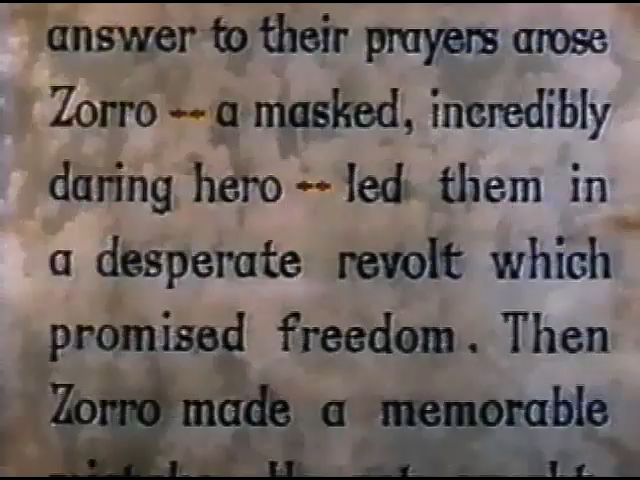 answer to their prayers arose
Zorro -- a masked, incredibly
daring hero -- led them in
a desperate revolt which
promised freedom. Then
Zorro made a memorable